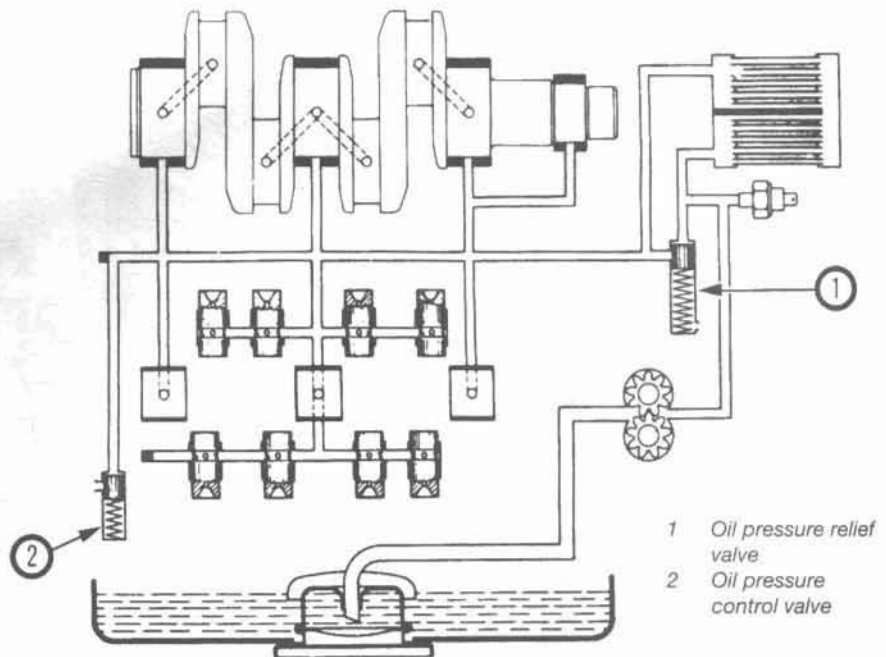 1
2
1 Oil pressure relief
valve
2 Oil pressure
control valve